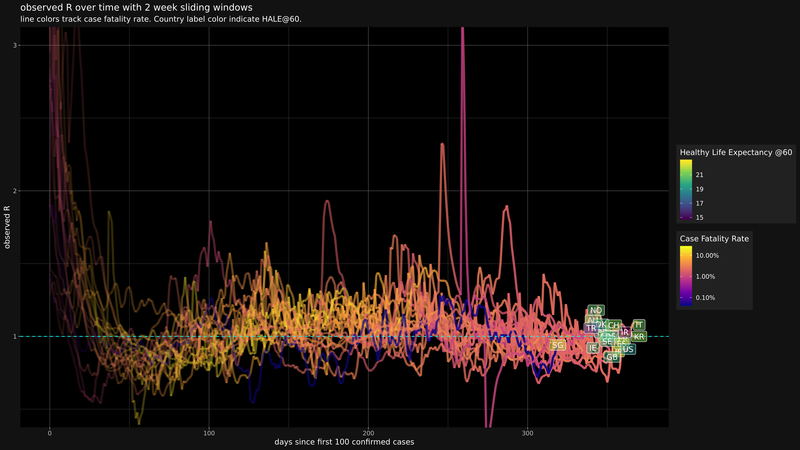 observed R over time with 2 week sliding windows
line colors track case fatality rate. Country label color indicate HALE@60.
3
2
1
observed R
0
100
200
300
days since first 100 confirmed cases
NO
CH
IT
TR
IR
KR
SE
SG
IE
US
GB
Healthy Life Expectancy @60
21
19
17
15
Case Fatality Rate
10.00%
1.00%
0.10%